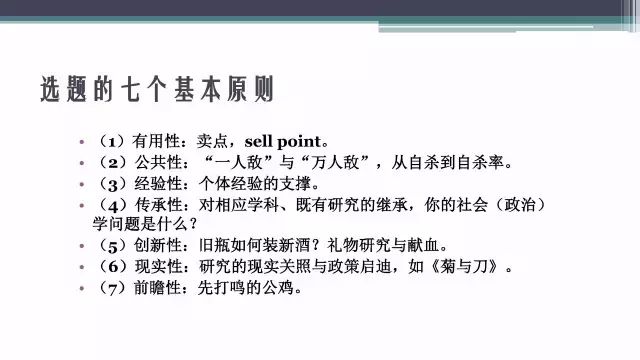 选题的七个基本原则
（1）有用性：卖点，sell point。
（2）公共性：“一人敌”与“万人敌”，从自杀到自杀率。
（3）经验性：个体经验的支撑。
（4）传承性：对相应学科、既有研究的继承，你的社会（政治）
学问题是什么？
（5）创新性：旧瓶如何装新酒？礼物研究与献血。
（6）现实性：研究的现实关照与政策启迪，如《菊与刀》。
（7）前瞻性：先打鸣的公鸡。